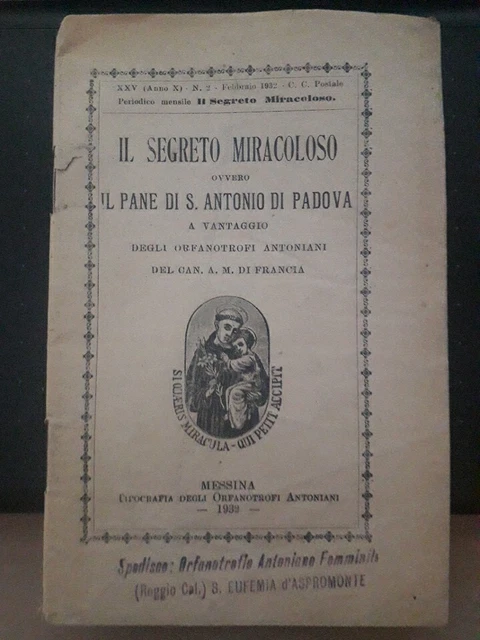 XXV (Anno X) - N. 2 - Febbraio 1932 - C. C. Postale
Periodico mensile Il Segreto Miracoloso.
IL SEGRETO MIRACOLOSO
OVVERO
IL PANE DI S. ANTONIO DI PADOVA
A VANTAGGIO
DEGLI ORFANOTROFI ANTONIANI
DEL CAN. A. M. DI FRANCIA
SI QUÆRIS MIRACULA - QUI PETIT ACCIPIT
MESSINA
TIPOGRAFIA DEGLI ORFANOTROFI ANTONIANI
— 1932 —
Spedisce: Orfanotrofio Antoniano Femminile
(Reggio Cal.) S. EUFEMIA d'ASPROMONTE